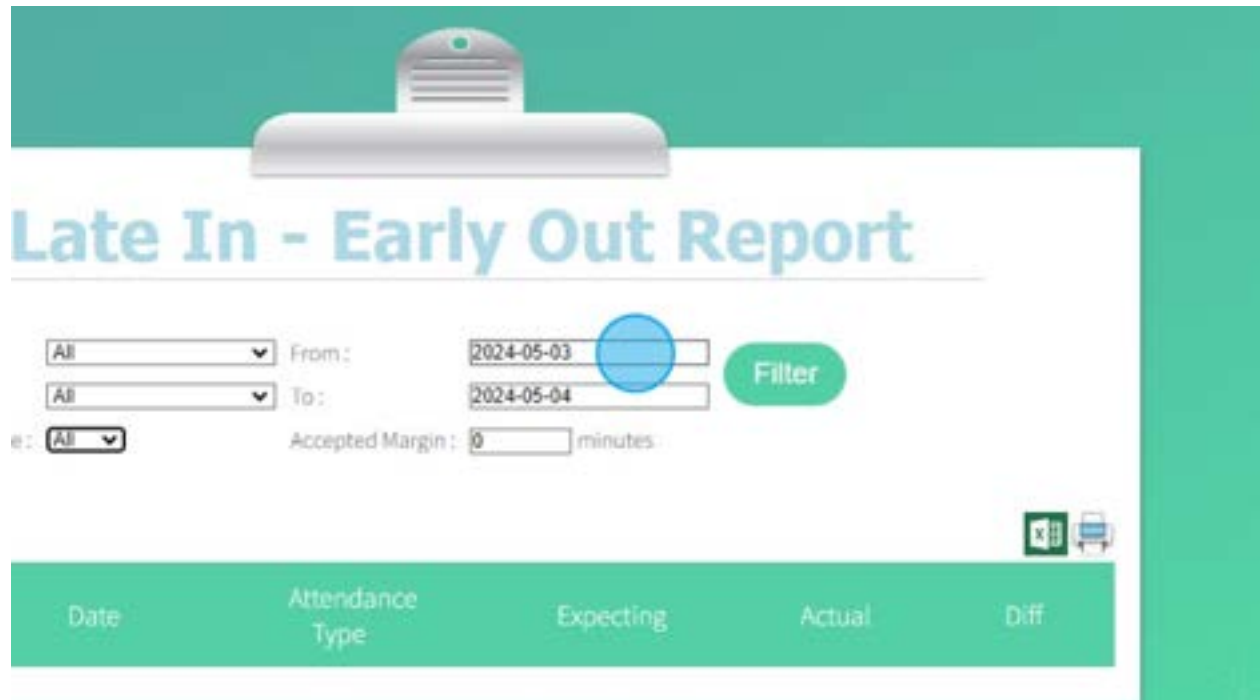 Late In - Early Out Report
All From : 2024-05-03 Filter
All To : 2024-05-04
e : All Accepted Margin : 0 minutes
Date Attendance Type Expecting Actual Diff